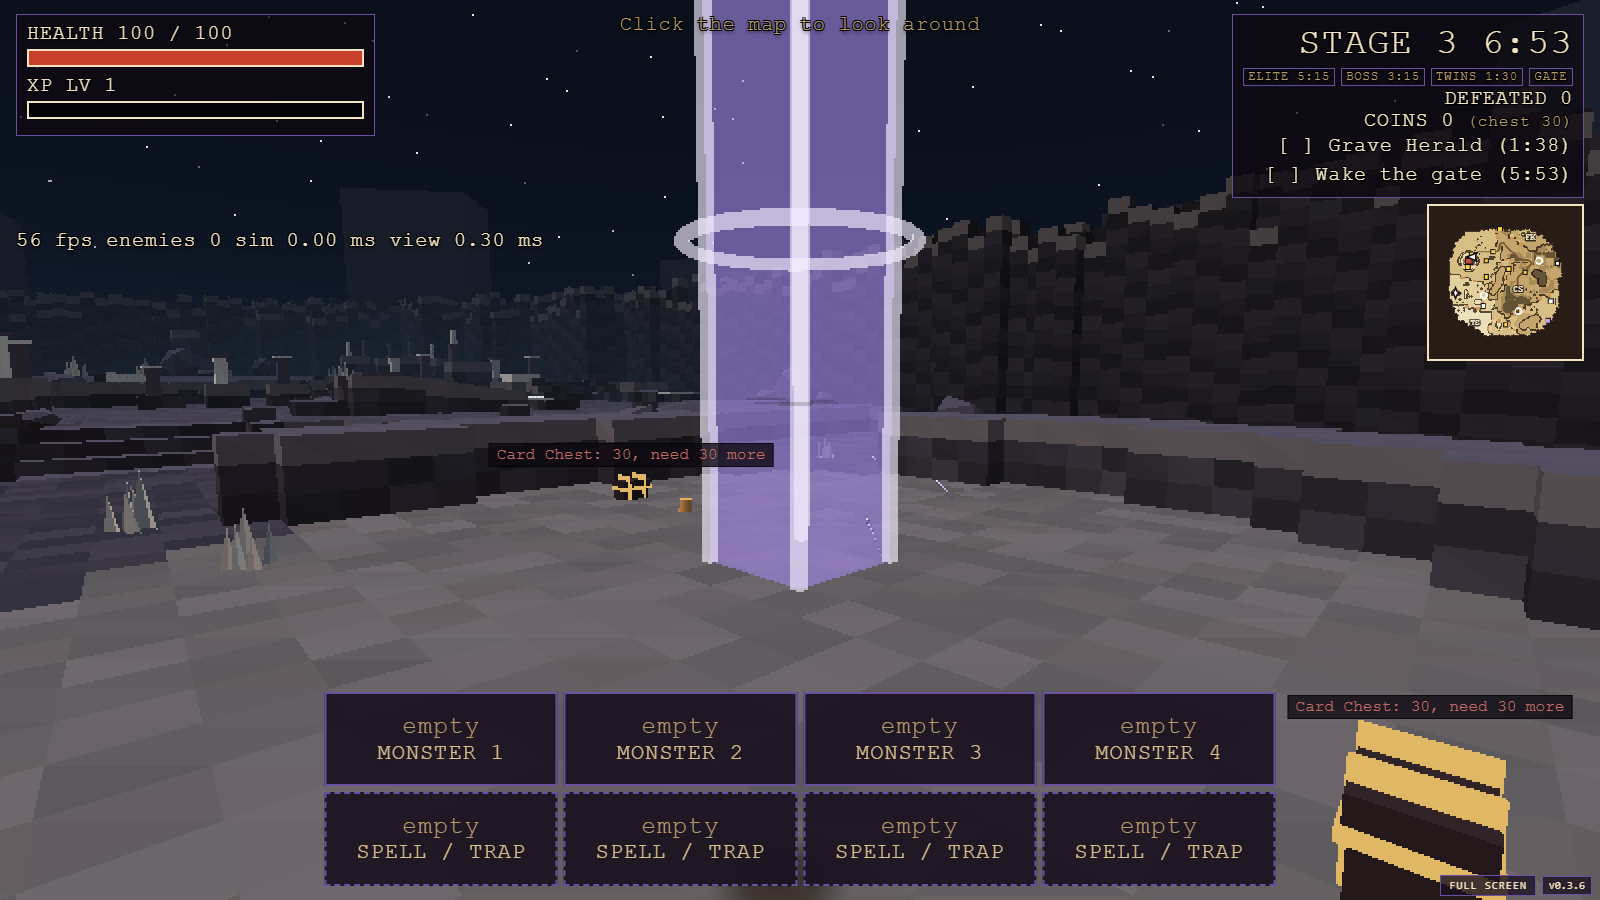 Click the map to look around
HEALTH 100 / 100
XP LV 1
STAGE 3 6:53
ELITE 5:15 BOSS 3:15 TWINS 1:30 GATE
DEFEATED 0
COINS 0 (chest 30)
[ ] Grave Herald (1:38)
[ ] Wake the gate (5:53)
56 fps enemies 0 sim 0.00 ms view 0.30 ms
CS
Card Chest: 30, need 30 more
Card Chest: 30, need 30 more
empty
MONSTER 1
empty
MONSTER 2
empty
MONSTER 3
empty
MONSTER 4
empty
SPELL / TRAP
empty
SPELL / TRAP
empty
SPELL / TRAP
empty
SPELL / TRAP
FULL SCREEN
v0.3.6